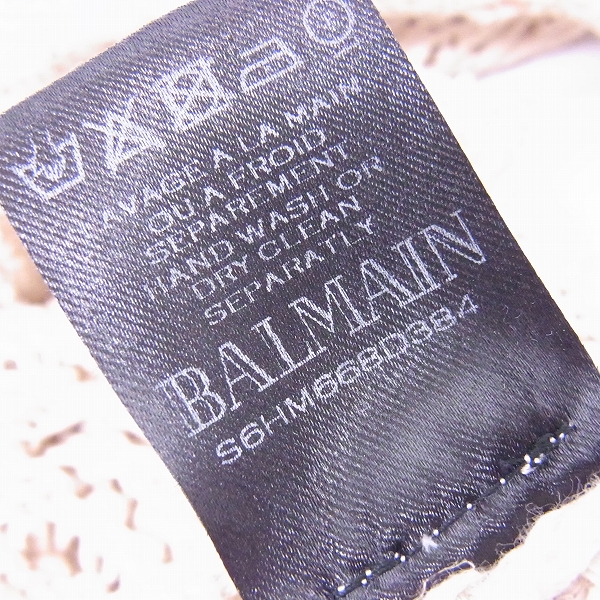 LAVAGE A LA MAIN
OU A FROID
SEPAREMENT
HAND WASH OR
DRY CLEAN
SEPARATLY
BALMAIN
S6HM668D384